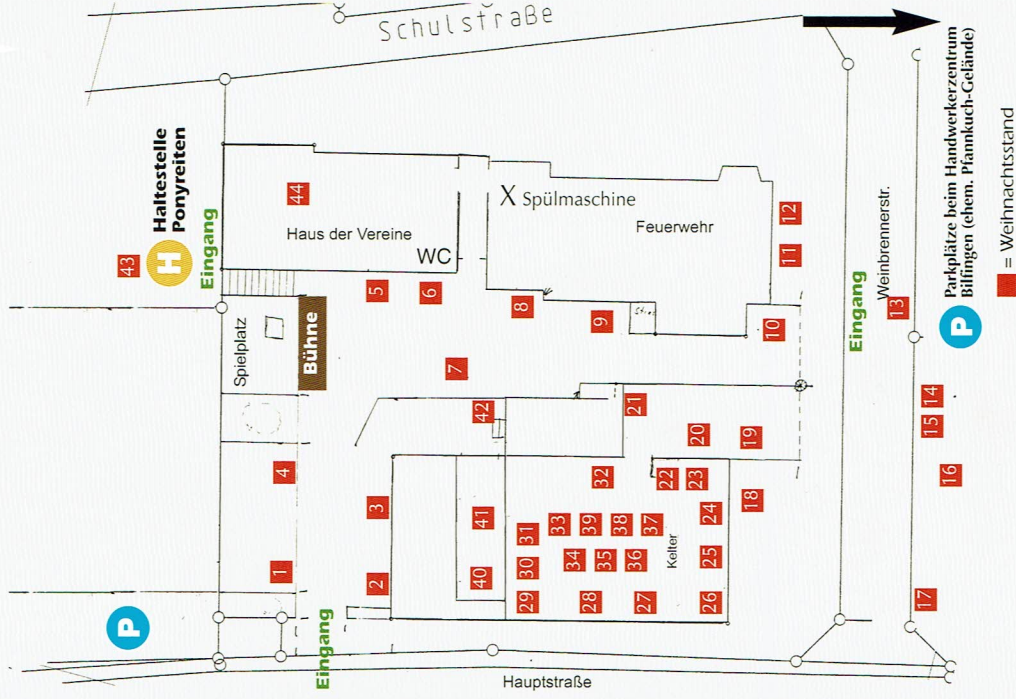 Schulstraße
Haltestelle
Ponyreiten
H
Eingang
43
44
Haus der Vereine
WC
X Spülmaschine
Feuerwehr
12
11
5
6
8
9
10
7
Spielplatz
Bühne
42
21
20
19
18
4
3
1
2
P
Eingang
41
40
32
22
23
24
31
33
39
38
37
Kelter
30
34
35
36
25
29
28
27
26
Hauptstraße
Eingang
Weinbrennerstr.
13
14
15
16
17
P
Parkplätze beim Handwerkerzentrum
Bilfingen (ehem. Pfannkuch-Gelände)
= Weihnachtsstand